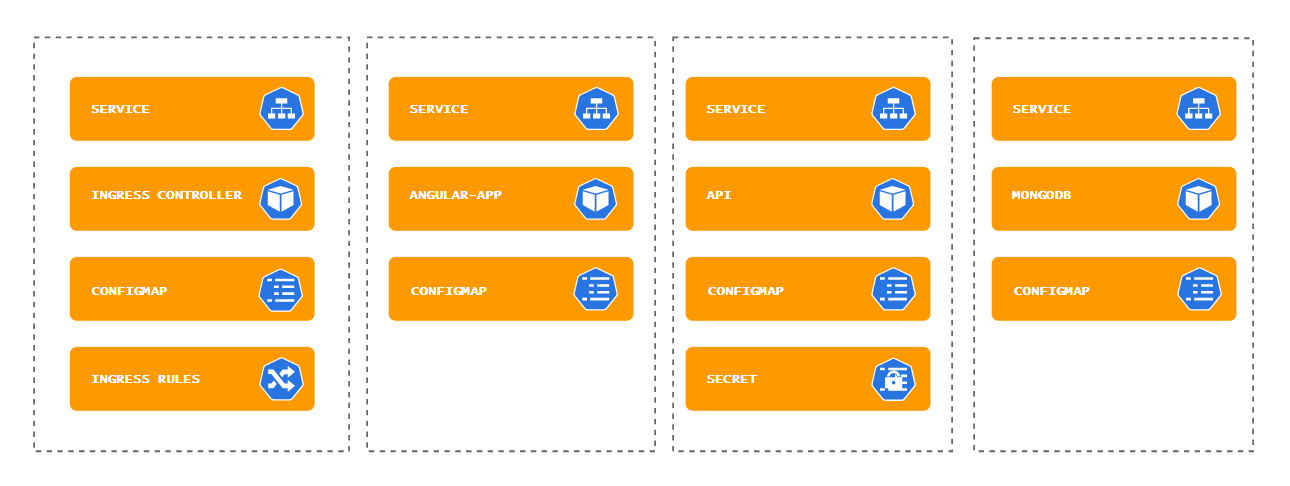 SERVICE
INGRESS CONTROLLER
CONFIGMAP
INGRESS RULES
SERVICE
ANGULAR-APP
CONFIGMAP
SERVICE
API
CONFIGMAP
SECRET
SERVICE
MONGODB
CONFIGMAP